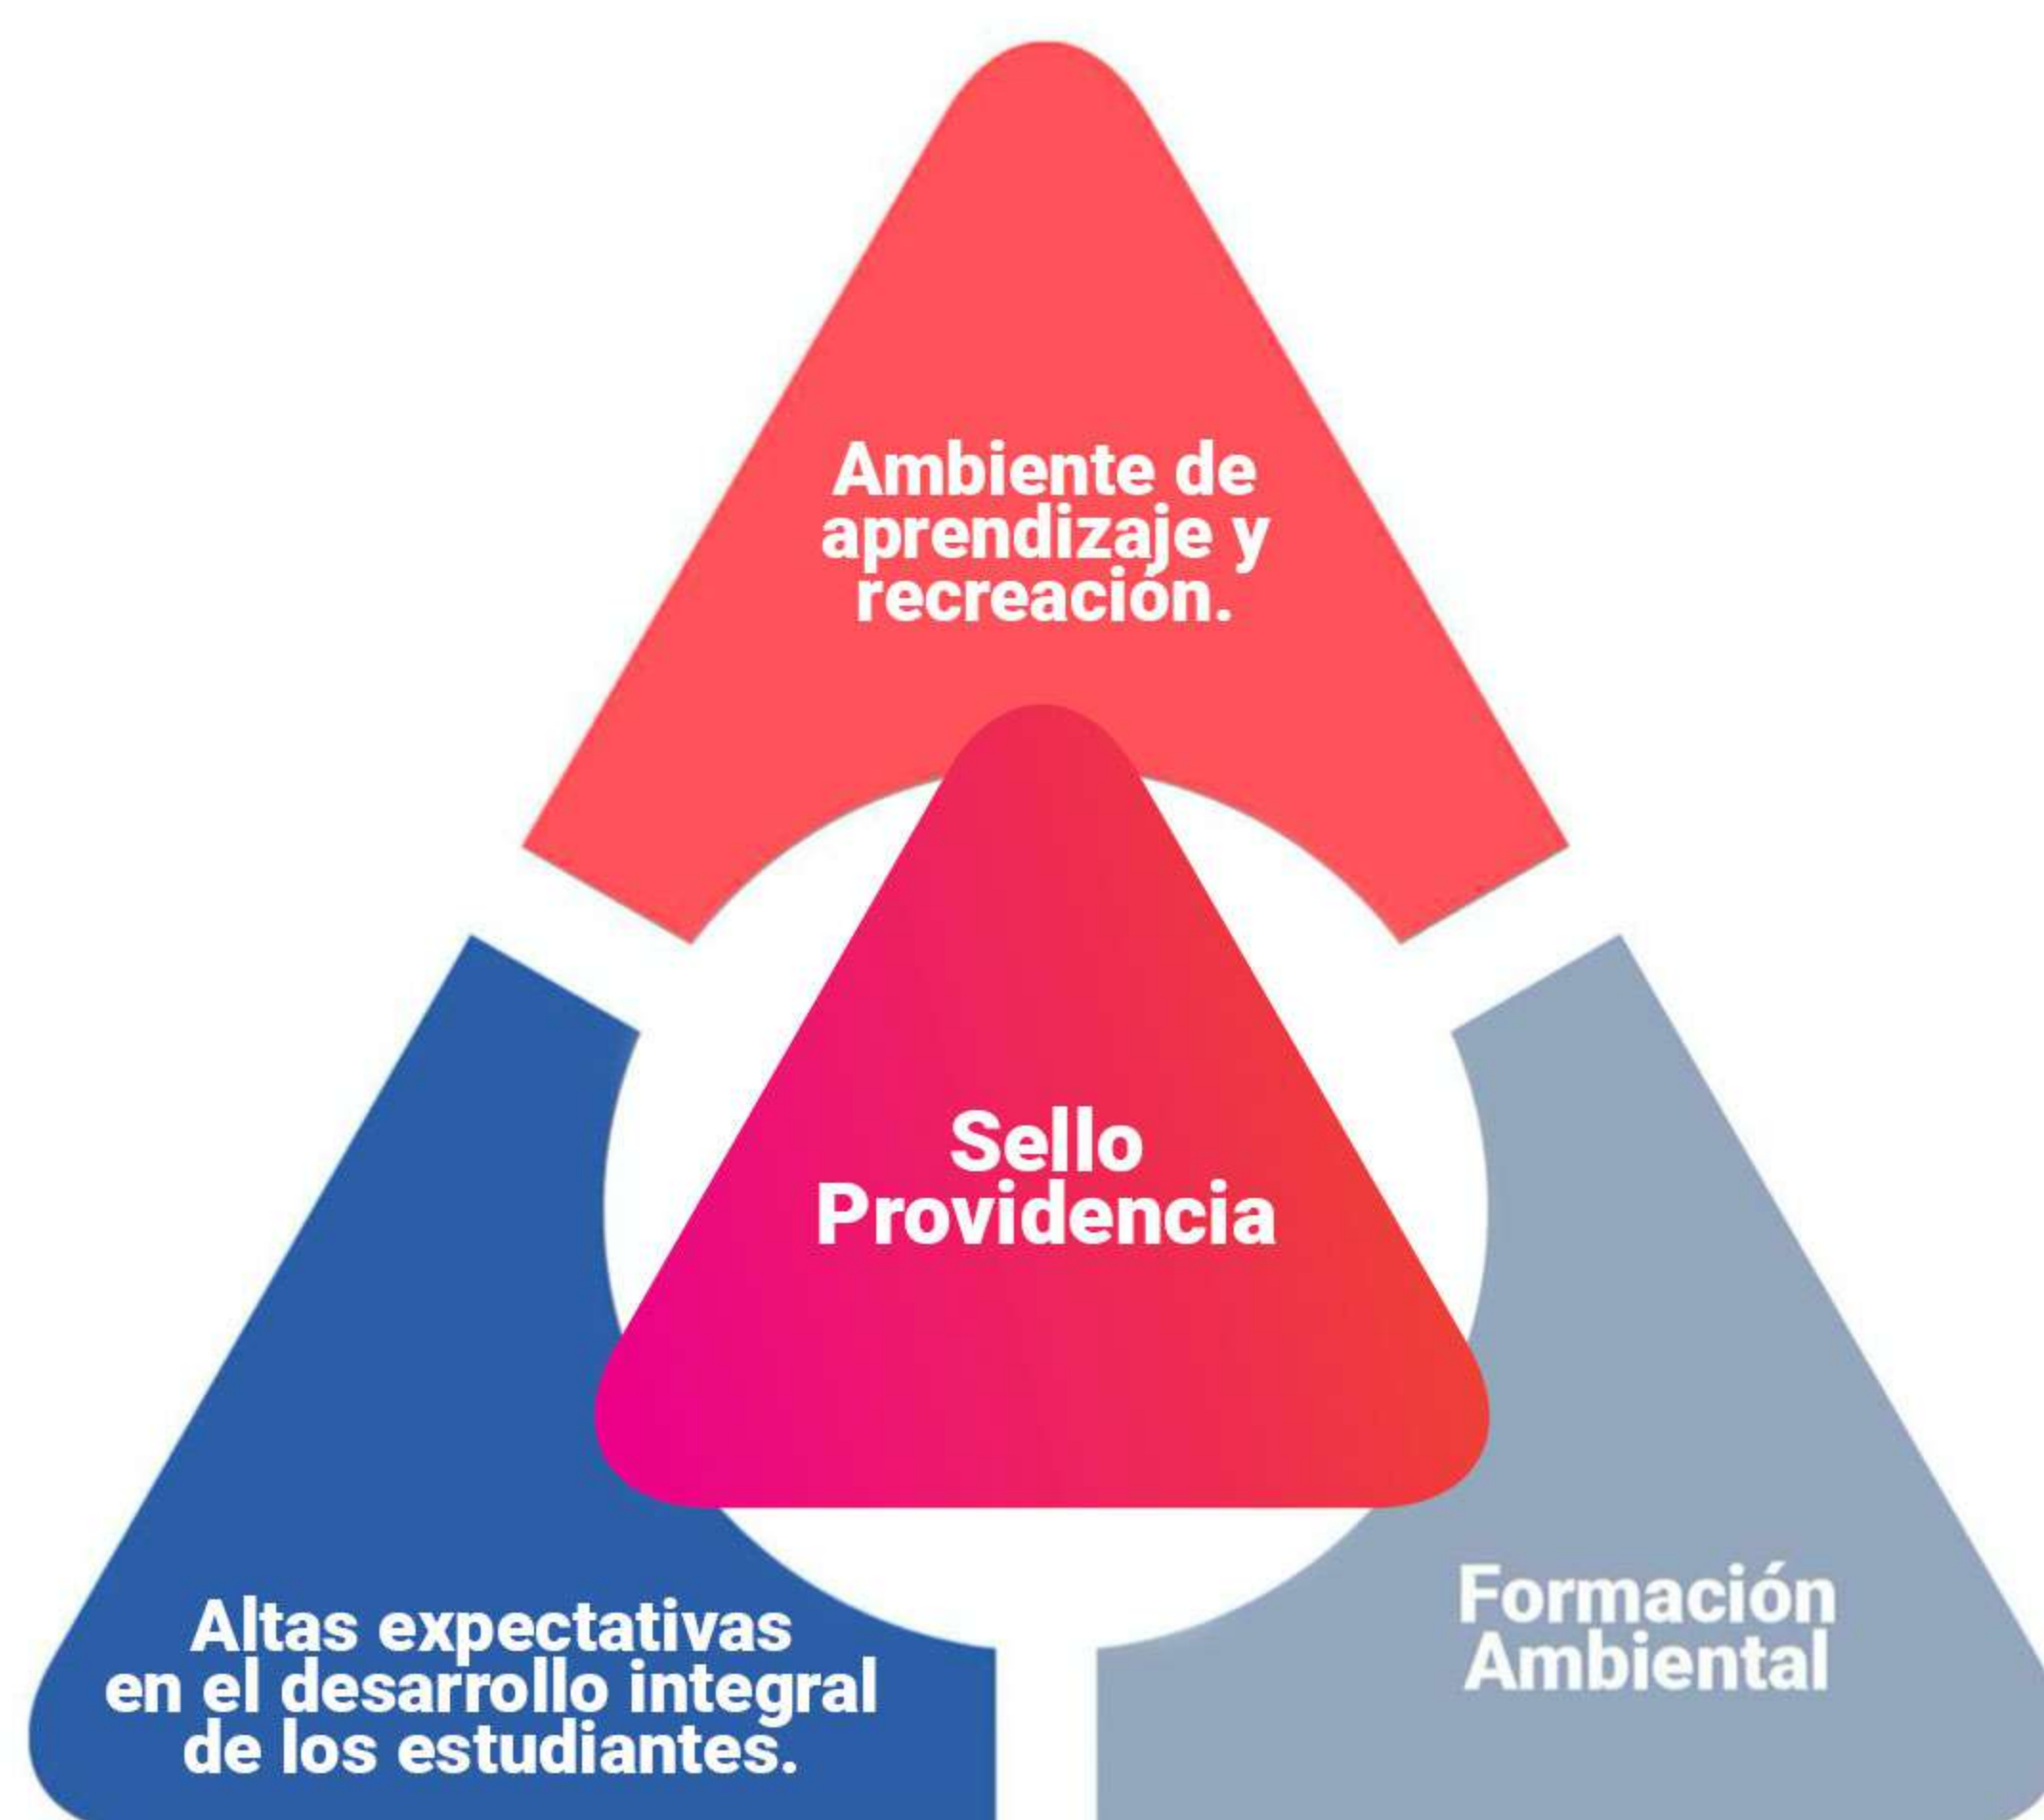 Ambiente de
aprendizaje y
recreación.
Sello
Providencia
Altas expectativas
en el desarrollo integral
de los estudiantes.
Formación
Ambiental